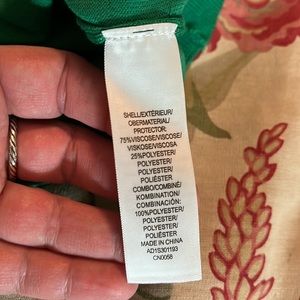 SHELL/EXTÉRIEUR/
OBERMATERIAL/
PROTECTOR:
75%VISCOSE/VISCOSE/
VISKOSE/VISCOSA
25%POLYESTER/
POLYESTER/
POLYESTER/
POLIÉSTER
COMBO/COMBINÉ/
KOMBINATION/
COMBINACIÓN:
100%POLYESTER/
POLYESTER/
POLYESTER/
POLIÉSTER
MADE IN CHINA
AD1S301193
CN0058